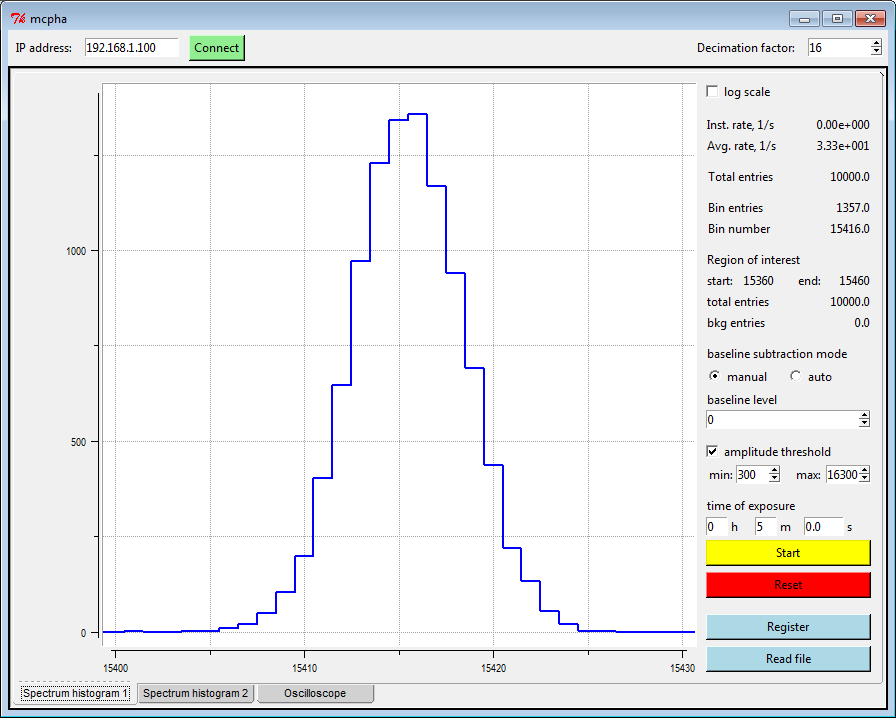 mcpha
IP address: 192.168.1.100 Connect Decimation factor: 16
log scale
Inst. rate, 1/s 0.00e+000
Avg. rate, 1/s 3.33e+001
Total entries 10000.0
Bin entries 1357.0
Bin number 15416.0
Region of interest
start: 15360 end: 15460
total entries 10000.0
bkg entries 0.0
baseline subtraction mode
manual auto
baseline level
0
amplitude threshold
min: 300 max: 16300
time of exposure
0 h 5 m 0.0 s
Start
Reset
Register
Read file
1000
500
0
15400 15410 15420 15430
Spectrum histogram 1 Spectrum histogram 2 Oscilloscope